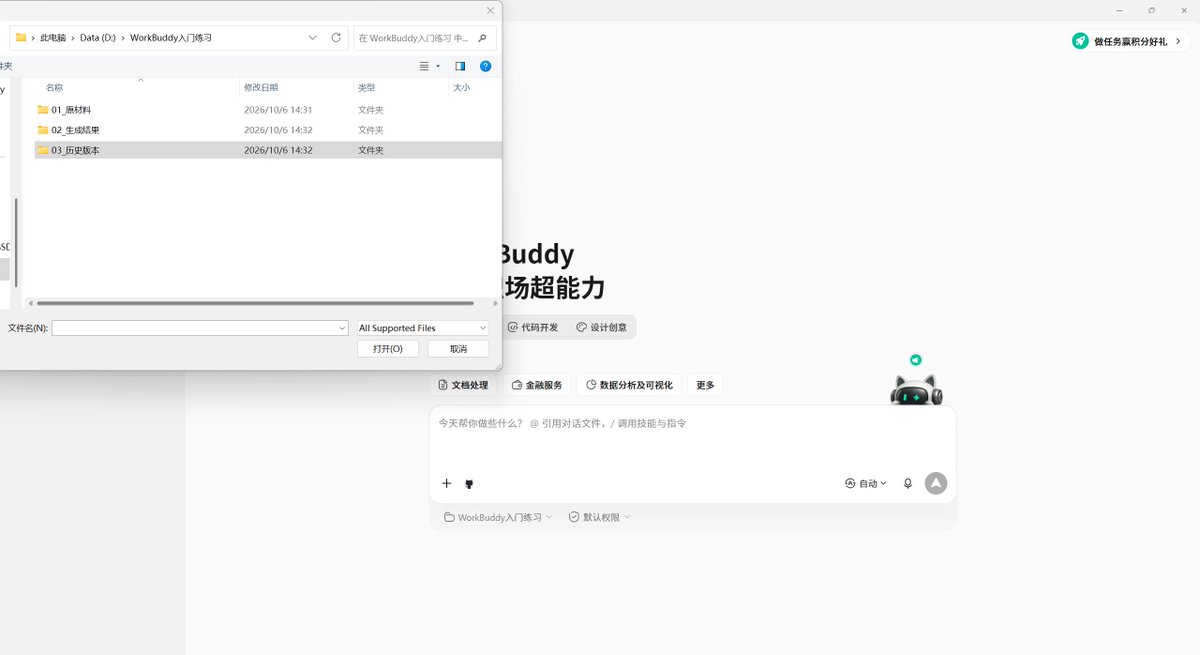 做任务赢积分好礼
此电脑 › Data (D:) › WorkBuddy入门练习
在 WorkBuddy入门练习 中...
件夹
名称 修改日期 类型 大小
01_原材料 2026/10/6 14:31 文件夹
02_生成结果 2026/10/6 14:32 文件夹
03_历史版本 2026/10/6 14:32 文件夹
文件名(N): All Supported Files
打开(O) 取消
Buddy
场超能力
代码开发 设计创意
文档处理 金融服务 数据分析及可视化 更多
今天帮你做些什么? @ 引用对话文件, / 调用技能与指令
自动
WorkBuddy入门练习 默认权限